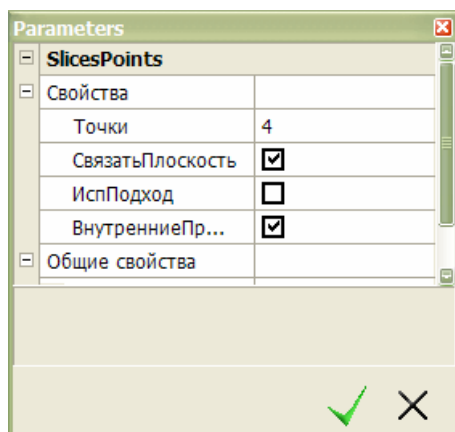 Parameters
SlicesPoints
Свойства
Точки 4
СвязатьПлоскость
ИспПодход
ВнутренниеПр...
Общие свойства